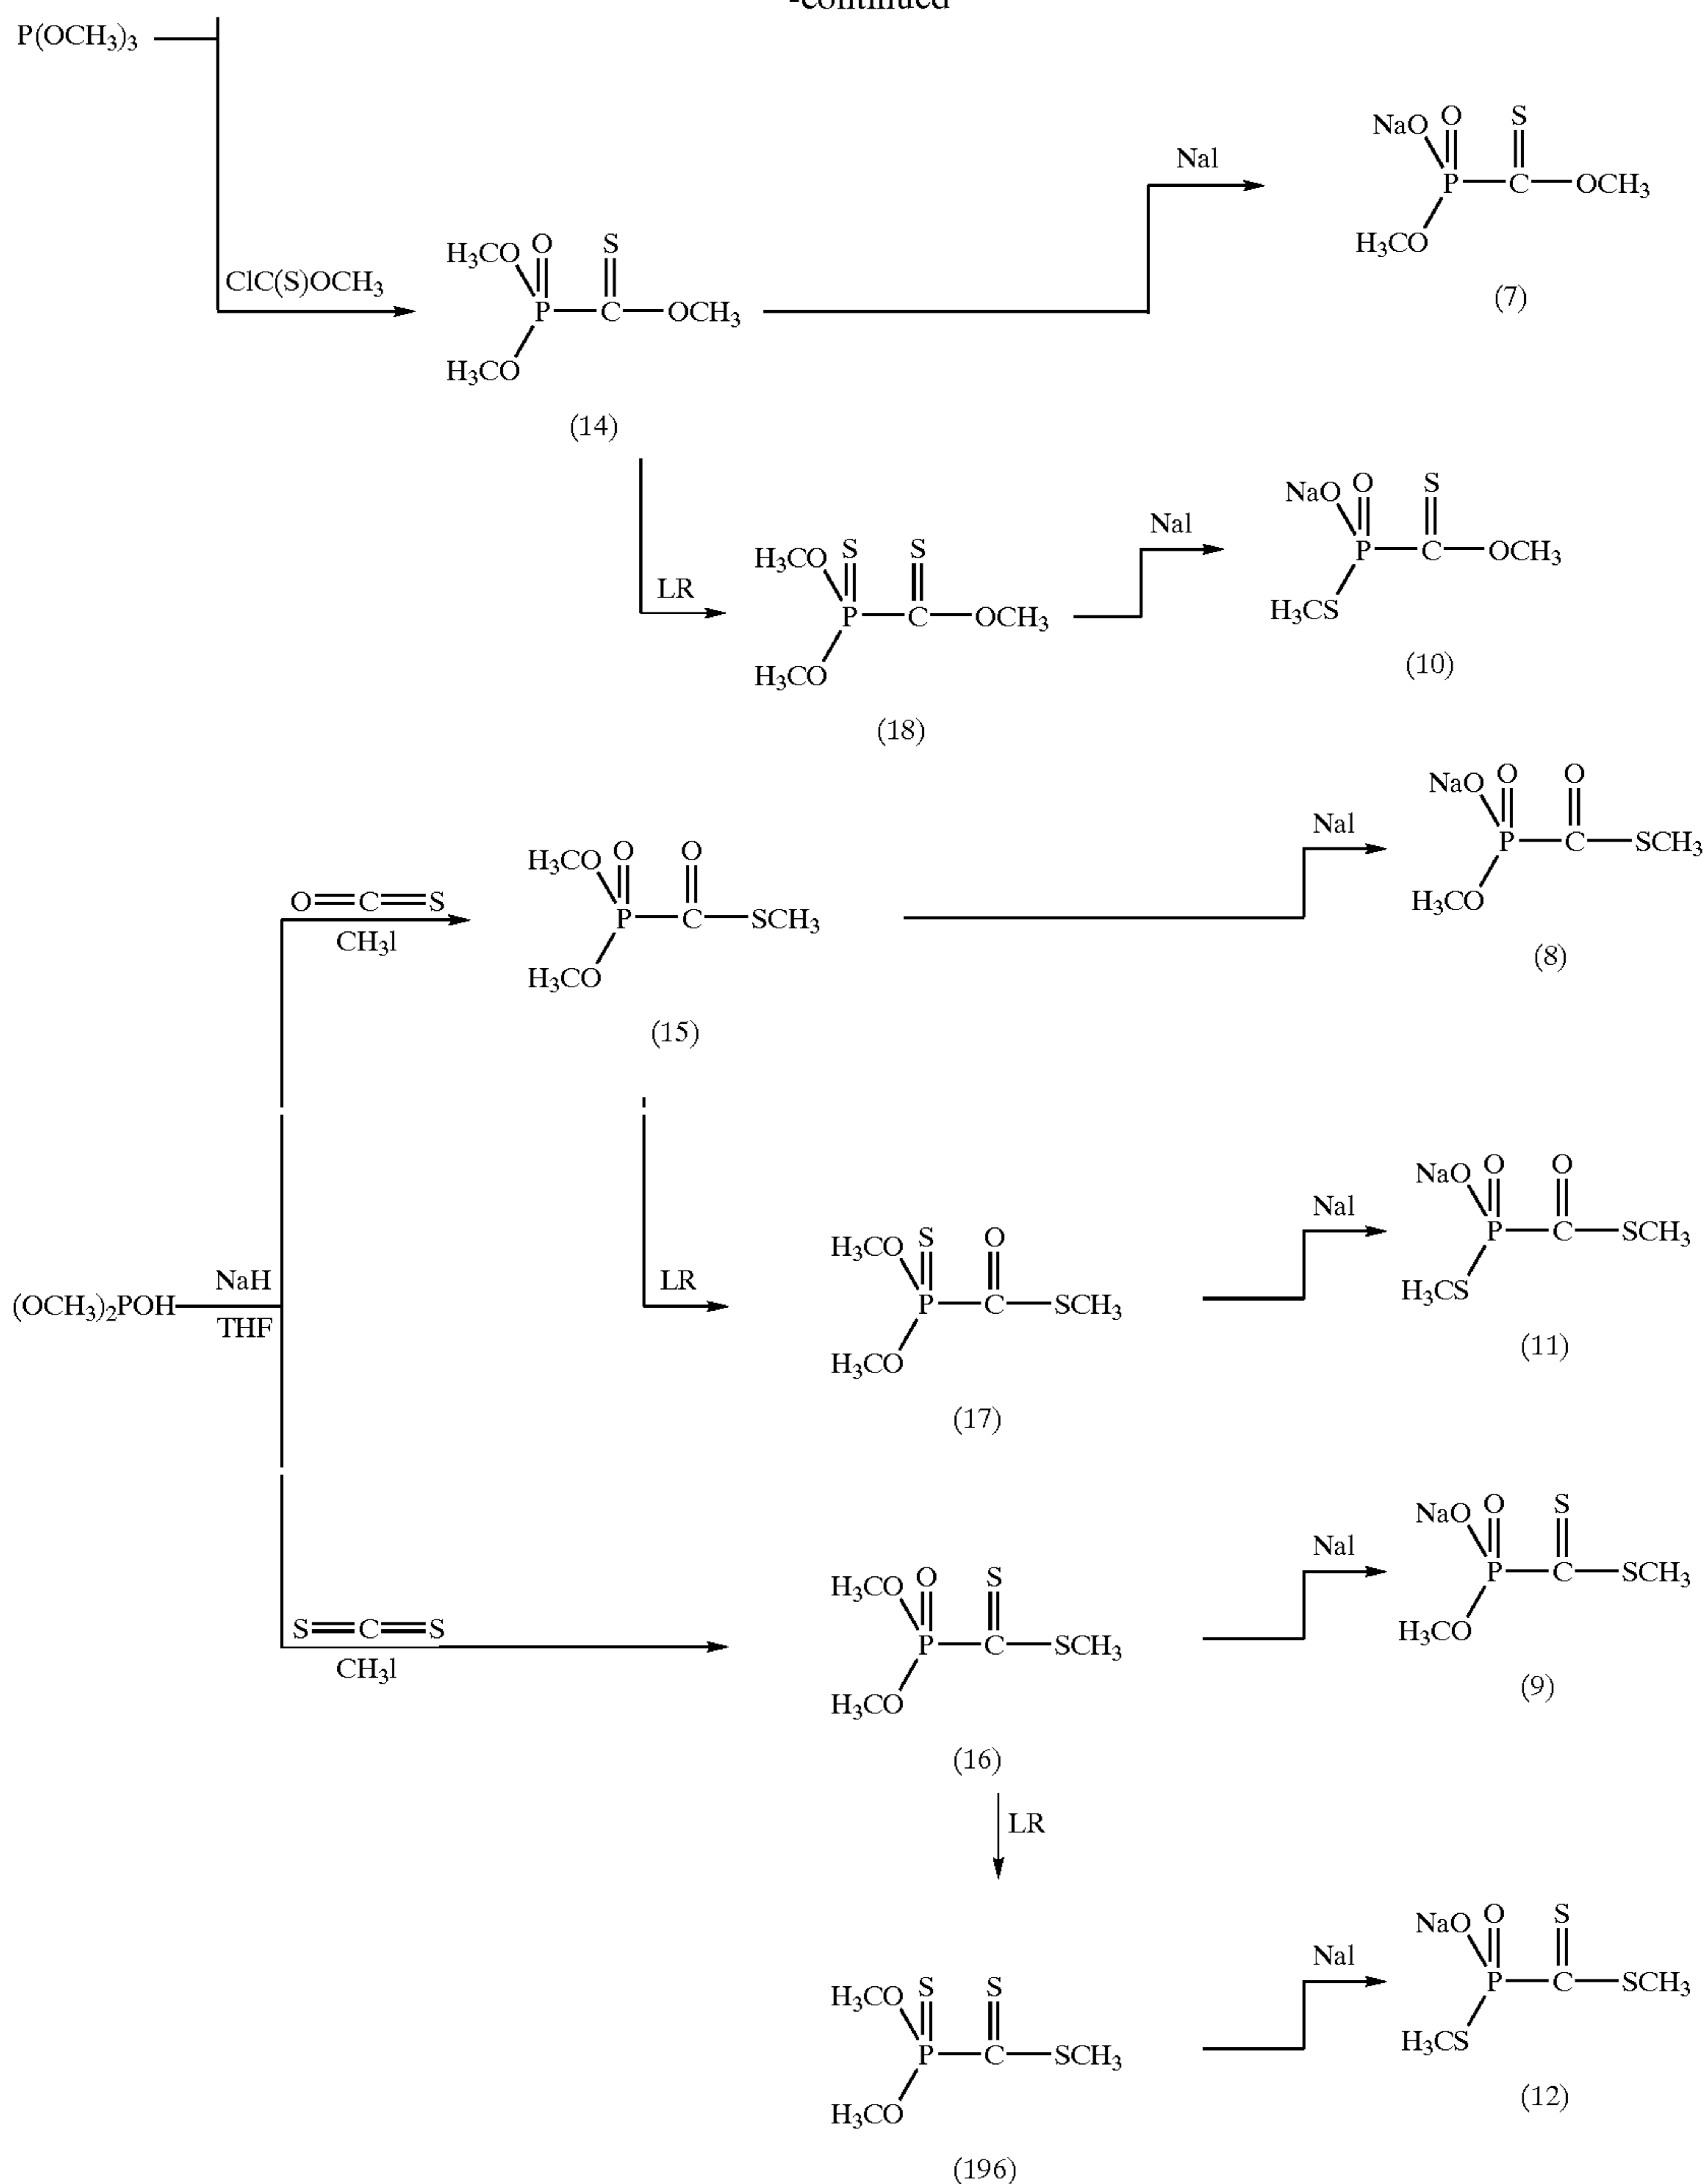 -continued
P(OCH3)3
ClC(S)OCH3
H3CO O S
P C OCH3
H3CO
(14)
NaI
NaO O S
P C OCH3
H3CO
(7)
LR
H3CO S S
P C OCH3
H3CO
(18)
NaI
NaO O S
P C OCH3
H3CS
(10)
O C S
CH3I
H3CO O O
P C SCH3
H3CO
(15)
NaI
NaO O O
P C SCH3
H3CO
(8)
(OCH3)2POH
NaH
THF
LR
H3CO S O
P C SCH3
H3CO
(17)
NaI
NaO O O
P C SCH3
H3CS
(11)
S C S
CH3I
H3CO O S
P C SCH3
H3CO
(16)
NaI
NaO O S
P C SCH3
H3CO
(9)
LR
H3CO S S
P C SCH3
H3CO
(196)
NaI
NaO O S
P C SCH3
H3CS
(12)